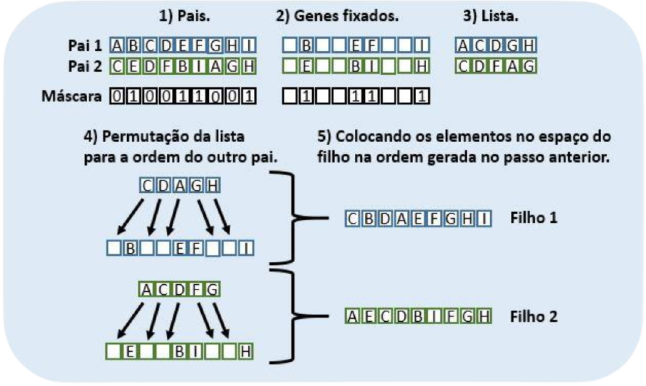 1) Pais. 2) Genes fixados. 3) Lista.
Pai 1 A B C D E F G H I B E F I A C D G H
Pai 2 C E D F B I A G H E B I H C D F A G
Máscara 0 1 0 0 1 1 0 0 1 1 1 1 1
4) Permutação da lista
para a ordem do outro pai.
5) Colocando os elementos no espaço do
filho na ordem gerada no passo anterior.
C D A G H
B E F I
C B D A E F G H I Filho 1
A C D F G
E B I H
A E C D B I F G H Filho 2